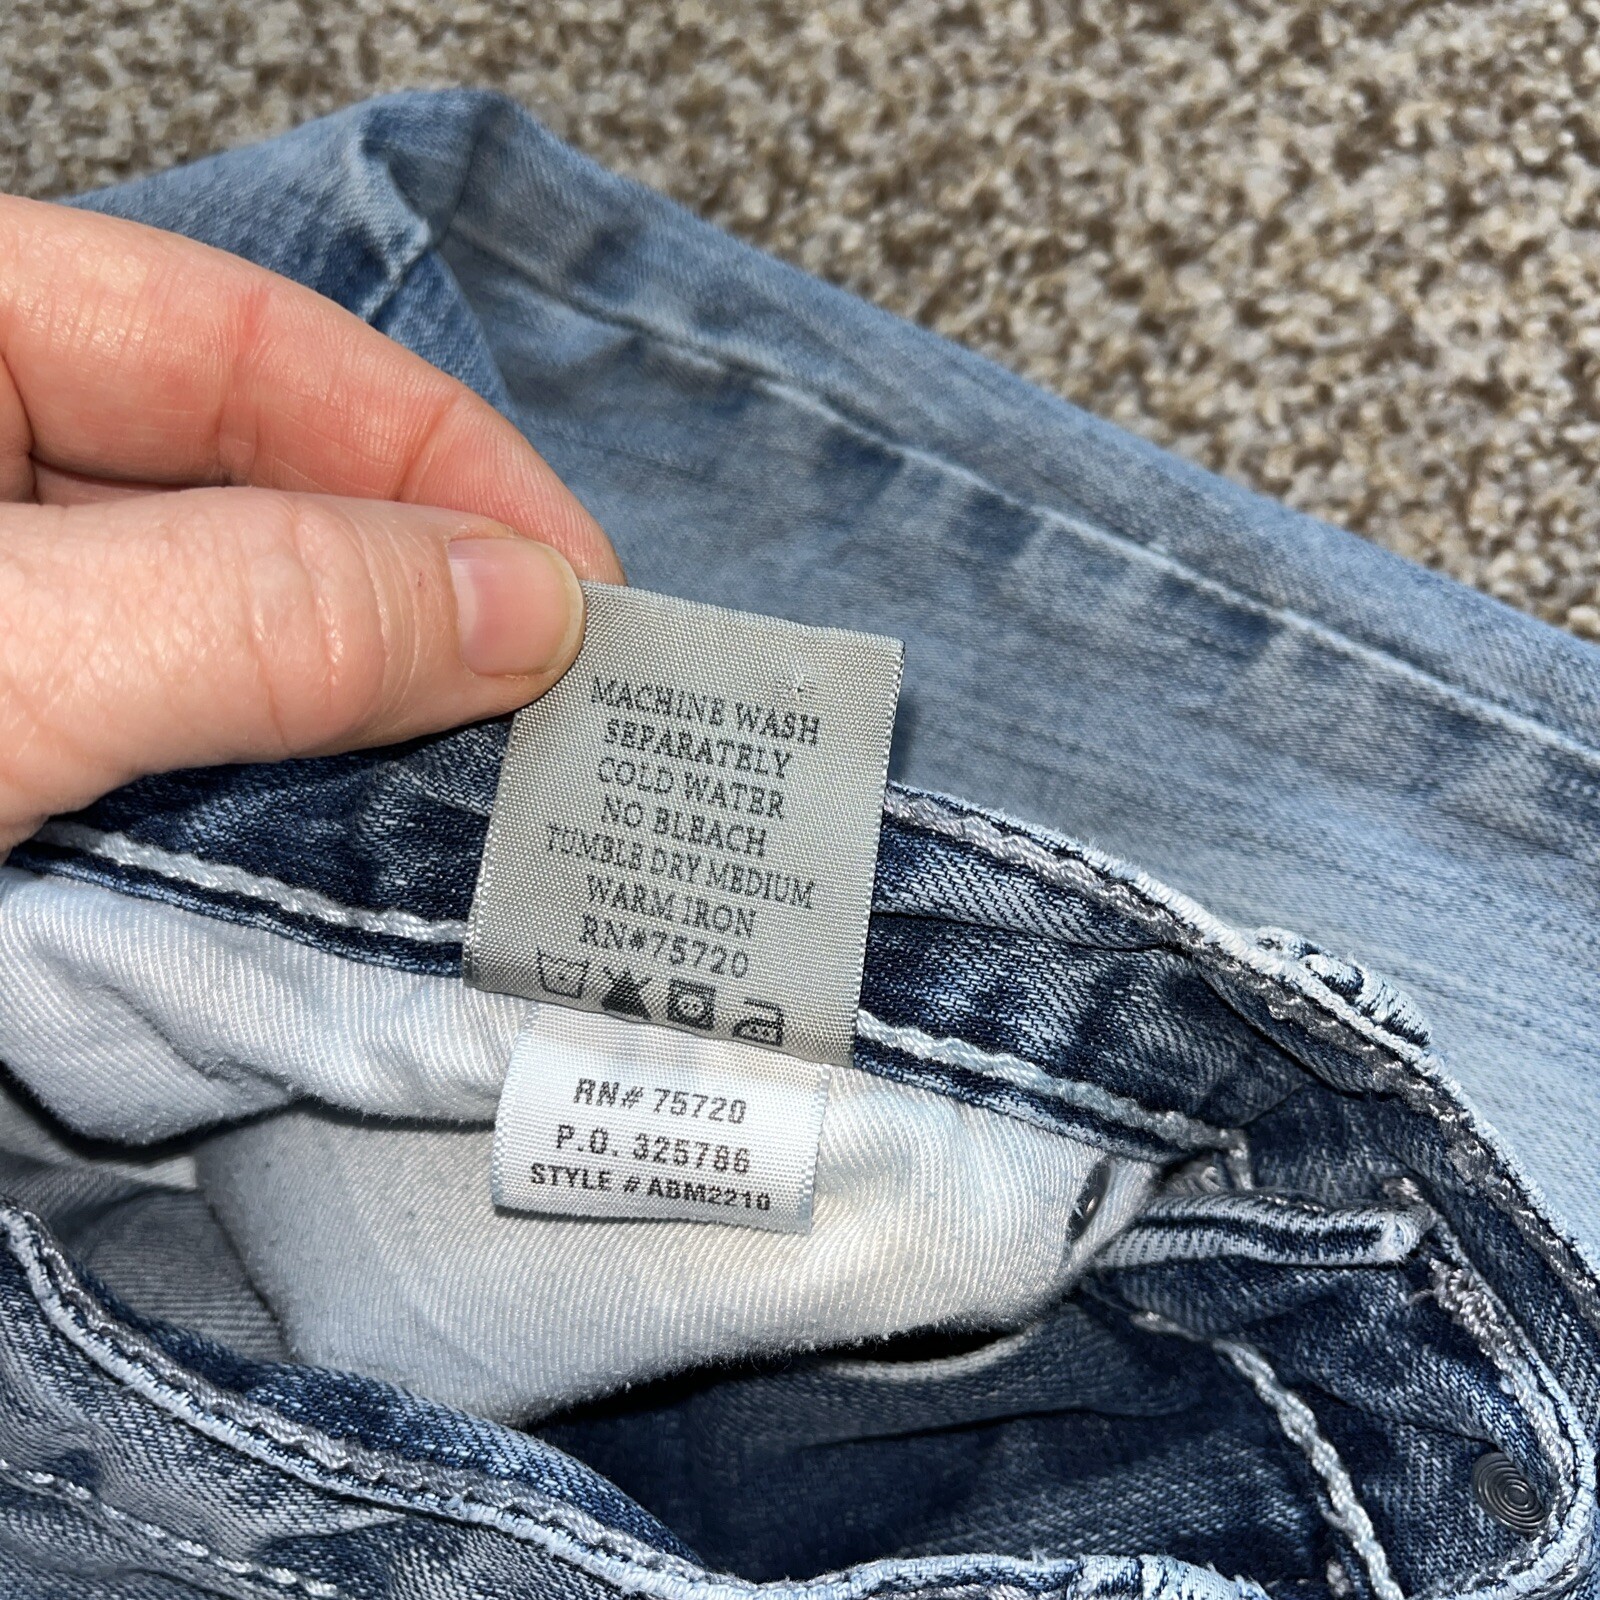 MACHINE WASH
SEPARATELY
COLD WATER
NO BLEACH
TUMBLE DRY MEDIUM
WARM IRON
RN#75720
RN# 75720
P.O. 325786
STYLE # ABM2210